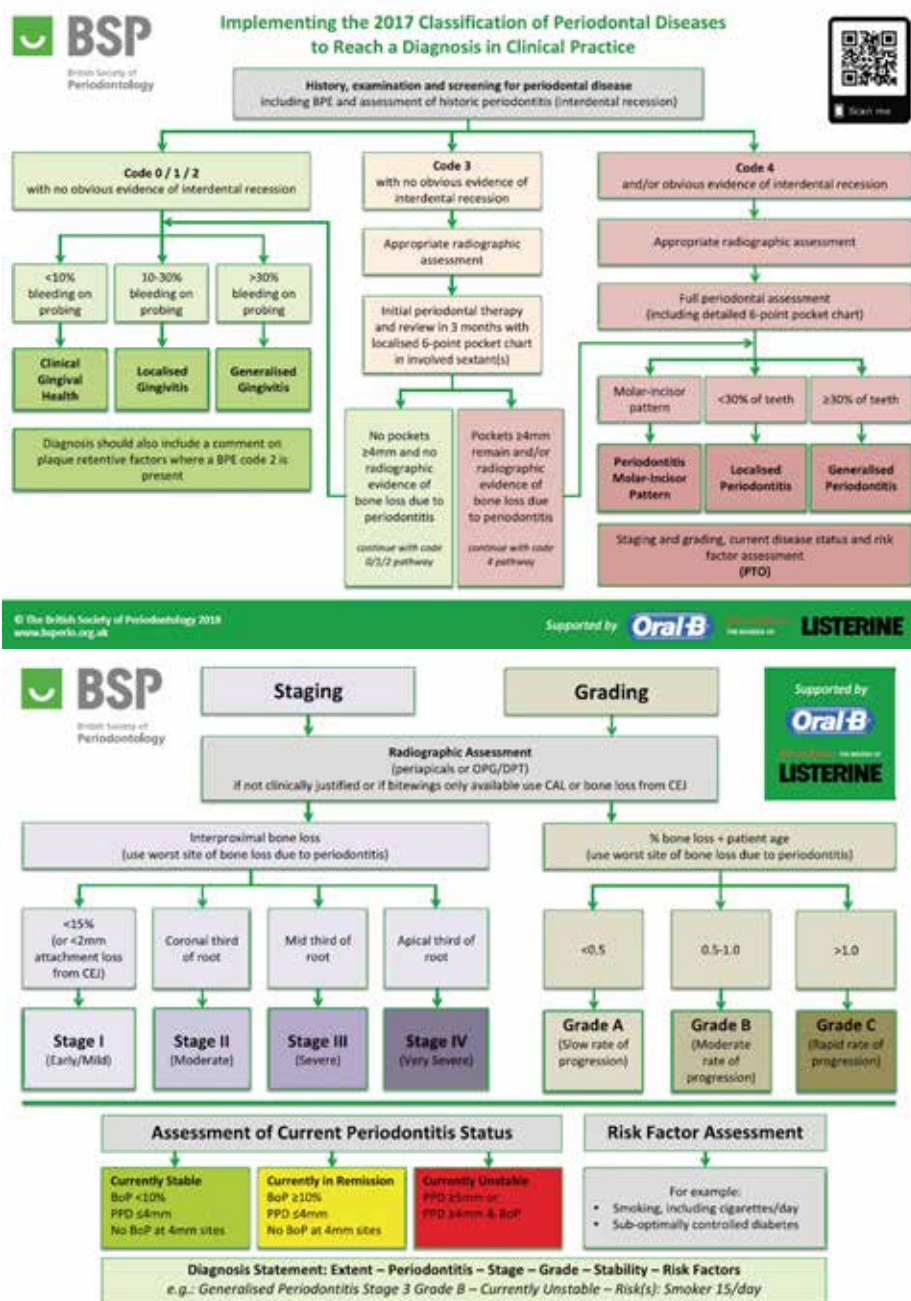 BSP
British Society of
Periodontology
Implementing the 2017 Classification of Periodontal Diseases
to Reach a Diagnosis in Clinical Practice
Scan me
History, examination and screening for periodontal disease
including BPE and assessment of historic periodontitis (interdental recession)
Code 0 / 1 / 2
with no obvious evidence of interdental recession
Code 3
with no obvious evidence of
interdental recession
Code 4
and/or obvious evidence of interdental recession
Appropriate radiographic
assessment
Appropriate radiographic assessment
<10%
bleeding on
probing
10-30%
bleeding on
probing
>30%
bleeding on
probing
Initial periodontal therapy
and review in 3 months with
localised 6-point pocket chart
in involved sextant(s)
Full periodontal assessment
(including detailed 6-point pocket chart)
Clinical
Gingival
Health
Localised
Gingivitis
Generalised
Gingivitis
Molar-incisor
pattern
<30% of teeth
≥30% of teeth
Diagnosis should also include a comment on
plaque retentive factors where a BPE code 2 is
present
No pockets
≥4mm and no
radiographic
evidence of
bone loss due to
periodontitis
continue with code
0/1/2 pathway
Pockets ≥4mm
remain and/or
radiographic
evidence of
bone loss due
to periodontitis
continue with code
4 pathway
Periodontitis
Molar-Incisor
Pattern
Localised
Periodontitis
Generalised
Periodontitis
Staging and grading, current disease status and risk
factor assessment
(PTO)
© The British Society of Periodontology 2018
www.bsperio.org.uk
Supported by
Oral-B
THE MAKERS OF
LISTERINE
BSP
British Society of
Periodontology
Staging
Grading
Supported by
Oral-B
THE MAKERS OF
LISTERINE
Radiographic Assessment
(periapicals or OPG/DPT)
if not clinically justified or if bitewings only available use CAL or bone loss from CEJ
Interproximal bone loss
(use worst site of bone loss due to periodontitis)
% bone loss ÷ patient age
(use worst site of bone loss due to periodontitis)
<15%
(or <2mm
attachment loss
from CEJ)
Coronal third
of root
Mid third of
root
Apical third of
root
<0.5
0.5-1.0
>1.0
Stage I
(Early/Mild)
Stage II
(Moderate)
Stage III
(Severe)
Stage IV
(Very Severe)
Grade A
(Slow rate of
progression)
Grade B
(Moderate
rate of
progression)
Grade C
(Rapid rate of
progression)
Assessment of Current Periodontitis Status
Risk Factor Assessment
Currently Stable
BoP <10%
PPD ≤4mm
No BoP at 4mm sites
Currently in Remission
BoP ≥10%
PPD ≤4mm
No BoP at 4mm sites
Currently Unstable
PPD ≥5mm or
PPD ≥4mm & BoP
For example:
• Smoking, including cigarettes/day
• Sub-optimally controlled diabetes
Diagnosis Statement: Extent – Periodontitis – Stage – Grade – Stability – Risk Factors
e.g.: Generalised Periodontitis Stage 3 Grade B – Currently Unstable – Risk(s): Smoker 15/day